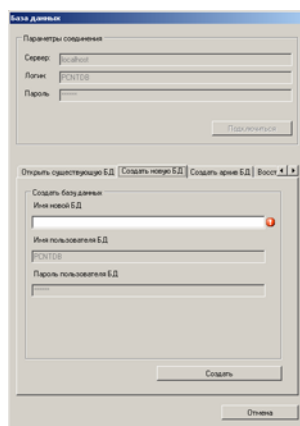 База данных
Параметры соединения
Сервер: localhost
Логин: PCNTDB
Пароль ******
Подключиться
Открыть существующую БД Создать новую БД Создать архив БД Восст
Создать базу данных
Имя новой БД
Имя пользователя БД
PCNTDB
Пароль пользователя БД
******
Создать
Отмена